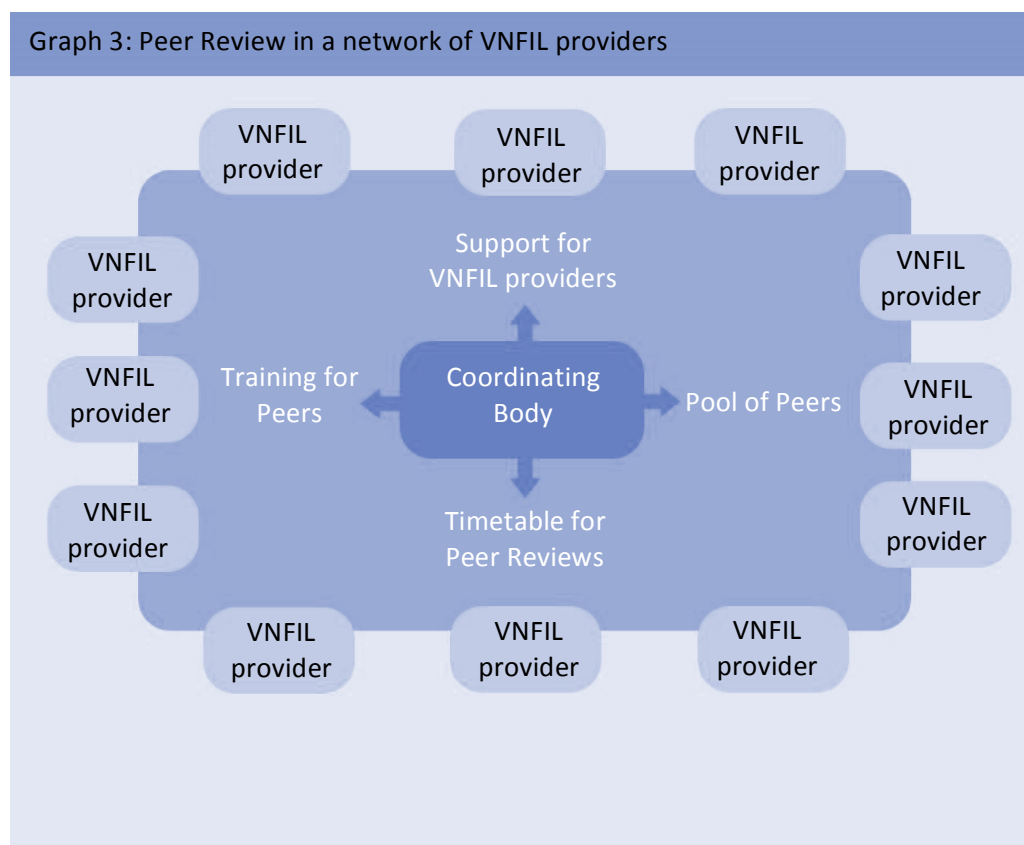 Graph 3: Peer Review in a network of VNFIL providers
VNFIL
provider
VNFIL
provider
VNFIL
provider
Support for
VNFIL providers
VNFIL
provider
VNFIL
provider
VNFIL
provider
Training for
Peers
Coordinating
Body
Pool of Peers
VNFIL
provider
VNFIL
provider
Timetable for
Peer Reviews
VNFIL
provider
VNFIL
provider
VNFIL
provider
VNFIL
provider